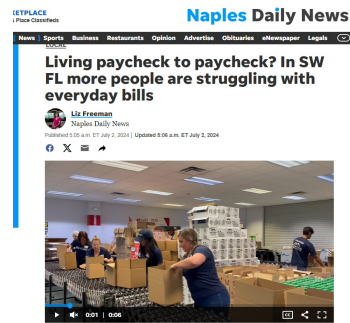 KETPLACE
Place Classifieds
Naples Daily News
News Sports Business Restaurants Opinion Advertise Obituaries eNewspaper Legals
LOCAL
Living paycheck to paycheck? In SW
FL more people are struggling with
everyday bills
Liz Freeman
Naples Daily News
Published 5:05 a.m. ET July 2, 2024 | Updated 5:06 a.m. ET July 2, 2024
0:01 | 0:06
CC